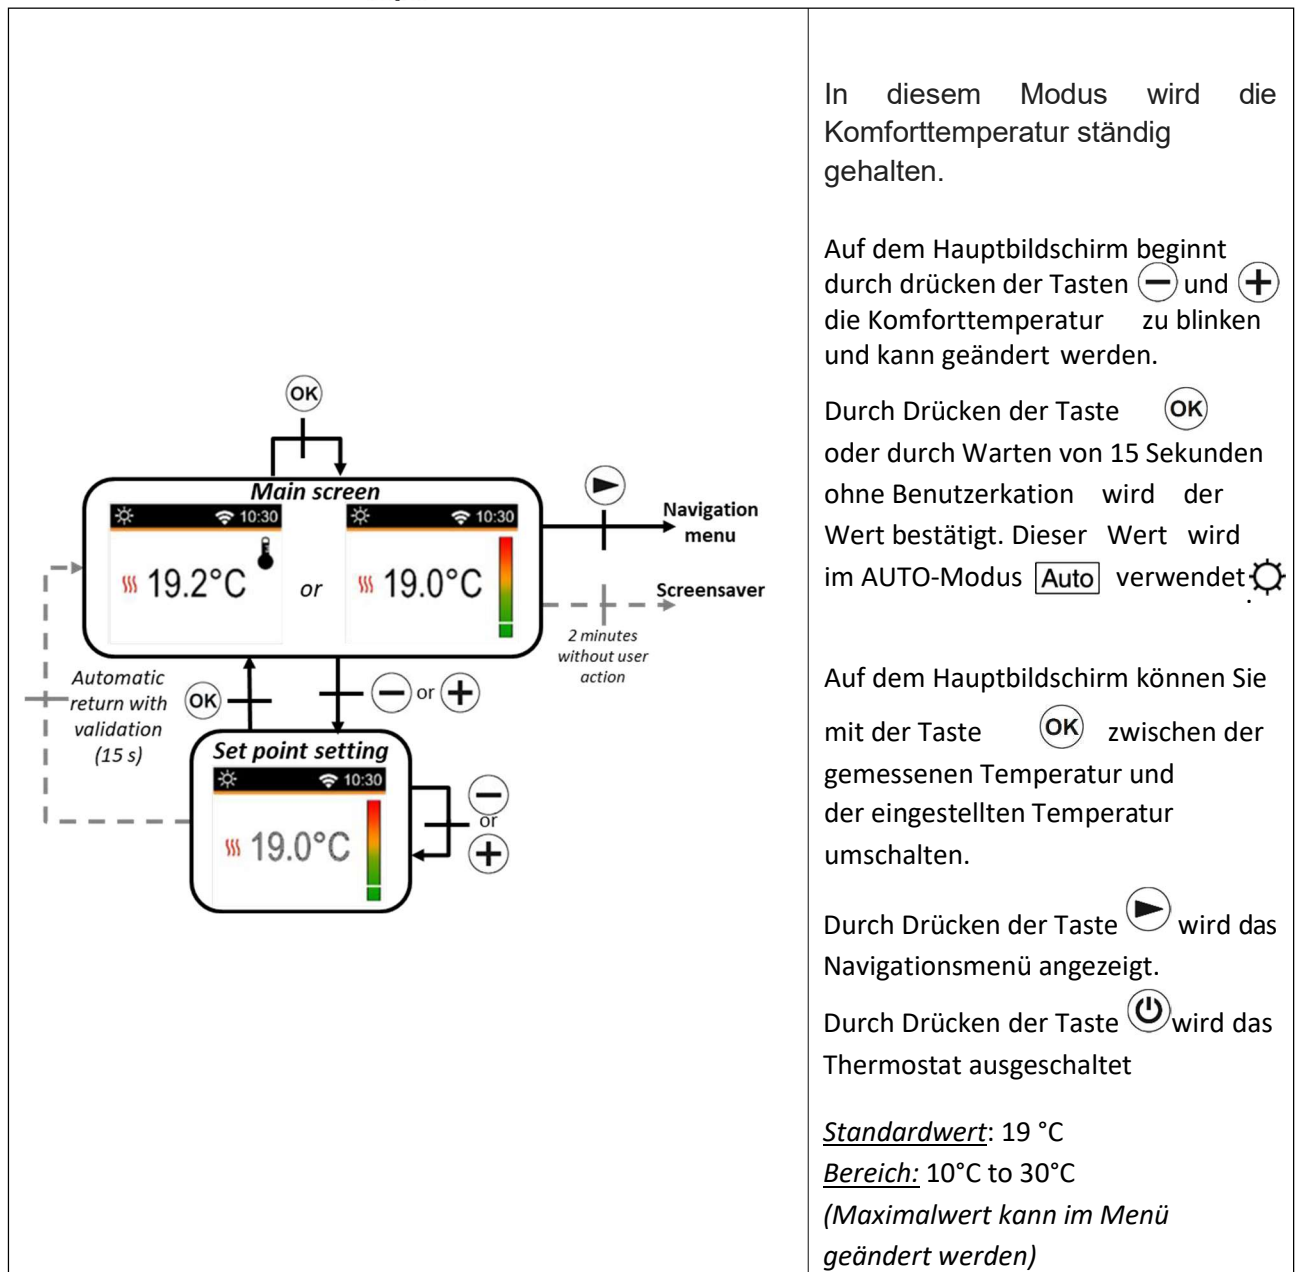 OK
Main screen
10:30
19.2°C
or
10:30
19.0°C
Navigation
menu
Screensaver
2 minutes
without user
action
Automatic
return with
validation
(15 s)
OK
or
Set point setting
10:30
19.0°C
or
In diesem Modus wird die
Komforttemperatur ständig
gehalten.
Auf dem Hauptbildschirm beginnt
durch drücken der Tasten − und +
die Komforttemperatur zu blinken
und kann geändert werden.
Durch Drücken der Taste OK
oder durch Warten von 15 Sekunden
ohne Benutzerkation wird der
Wert bestätigt. Dieser Wert wird
im AUTO-Modus Auto verwendet
.
Auf dem Hauptbildschirm können Sie
mit der Taste OK zwischen der
gemessenen Temperatur und
der eingestellten Temperatur
umschalten.
Durch Drücken der Taste wird das
Navigationsmenü angezeigt.
Durch Drücken der Taste wird das
Thermostat ausgeschaltet
Standardwert: 19 °C
Bereich: 10°C to 30°C
(Maximalwert kann im Menü
geändert werden)